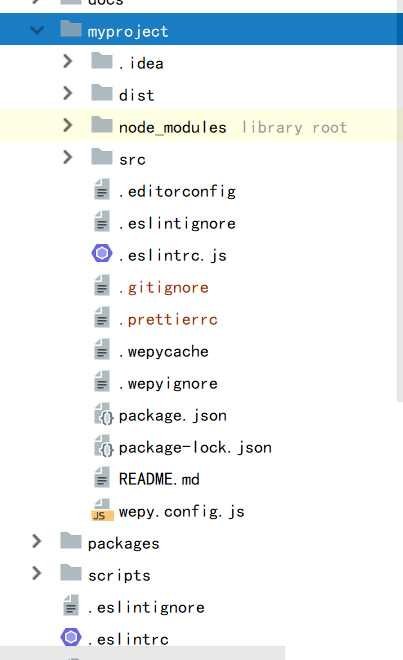 docs
myproject
.idea
dist
node_modules library root
src
.editorconfig
.eslintignore
.eslintrc.js
.gitignore
.prettierrc
.wepycache
.wepyignore
package.json
package-lock.json
README.md
JS wepy.config.js
packages
scripts
.eslintignore
.eslintrc